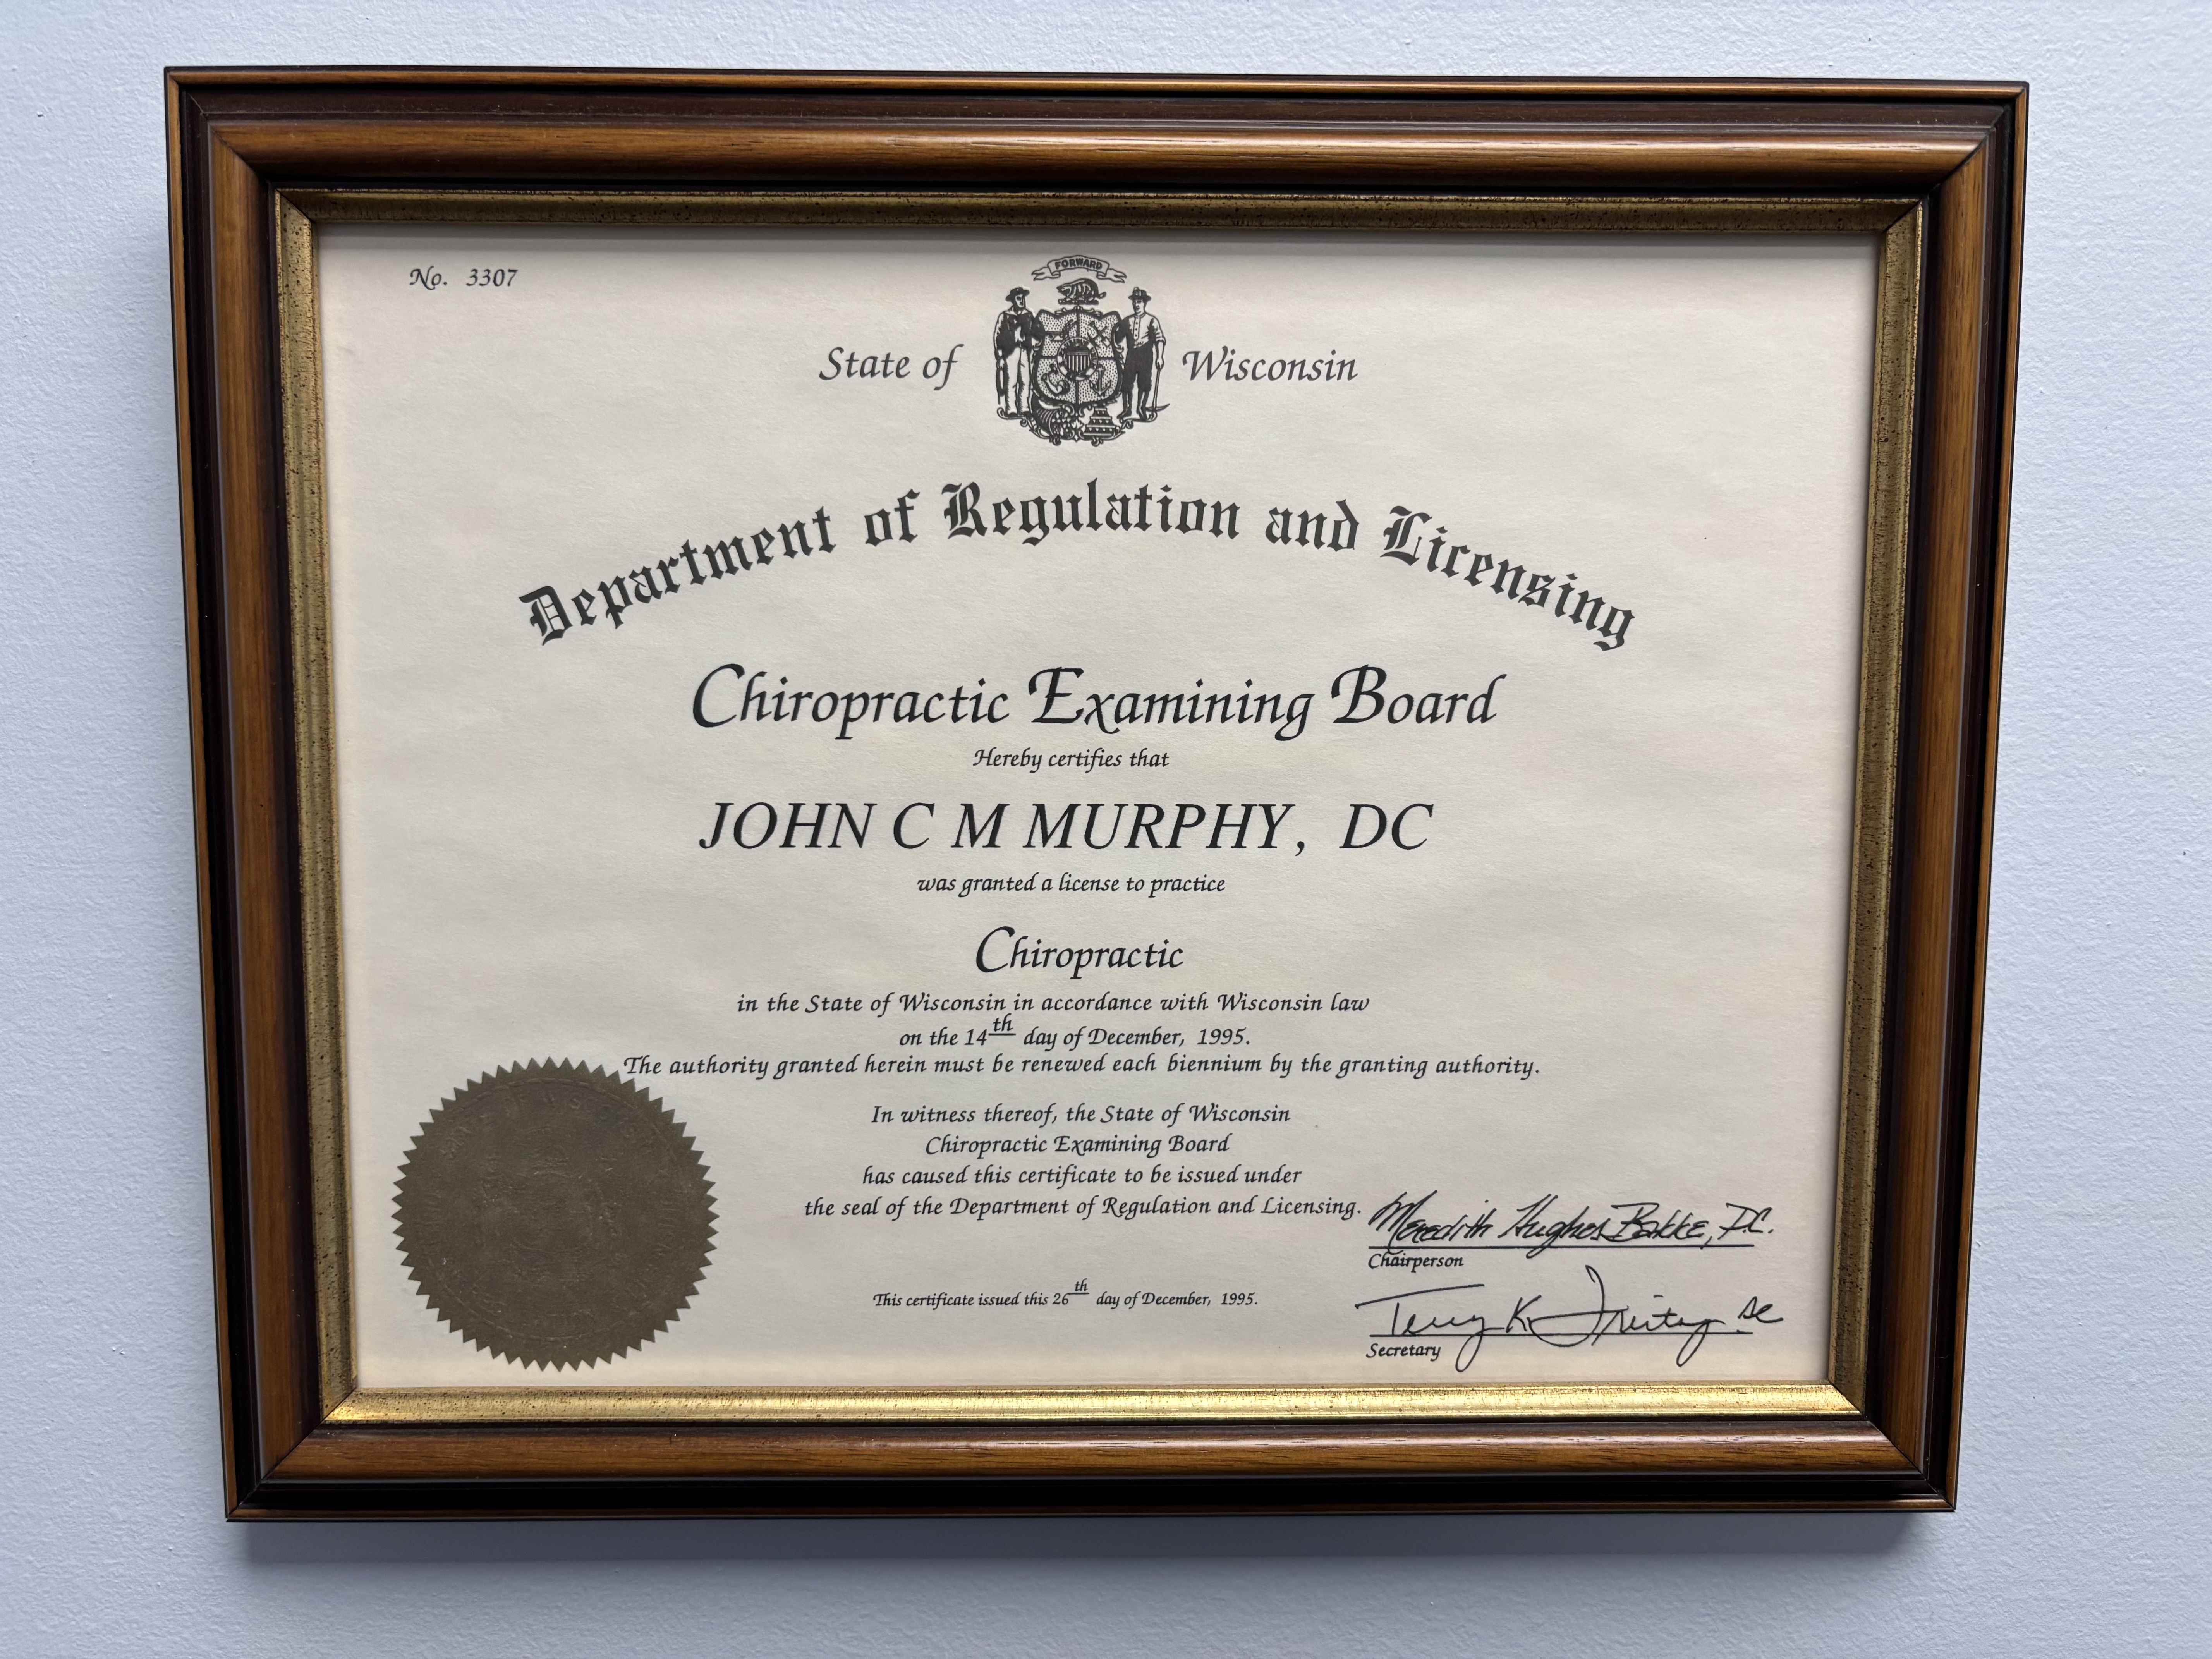 No. 3307
FORWARD
State of Wisconsin
Department of Regulation and Licensing
Chiropractic Examining Board
Hereby certifies that
JOHN C M MURPHY, DC
was granted a license to practice
Chiropractic
in the State of Wisconsin in accordance with Wisconsin law
on the 14th day of December, 1995.
The authority granted herein must be renewed each biennium by the granting authority.
In witness thereof, the State of Wisconsin
Chiropractic Examining Board
has caused this certificate to be issued under
the seal of the Department of Regulation and Licensing.
Meredith Hughes Bakke, D.C.
Chairperson
This certificate issued this 26th day of December, 1995.
Terry K.
Secretary